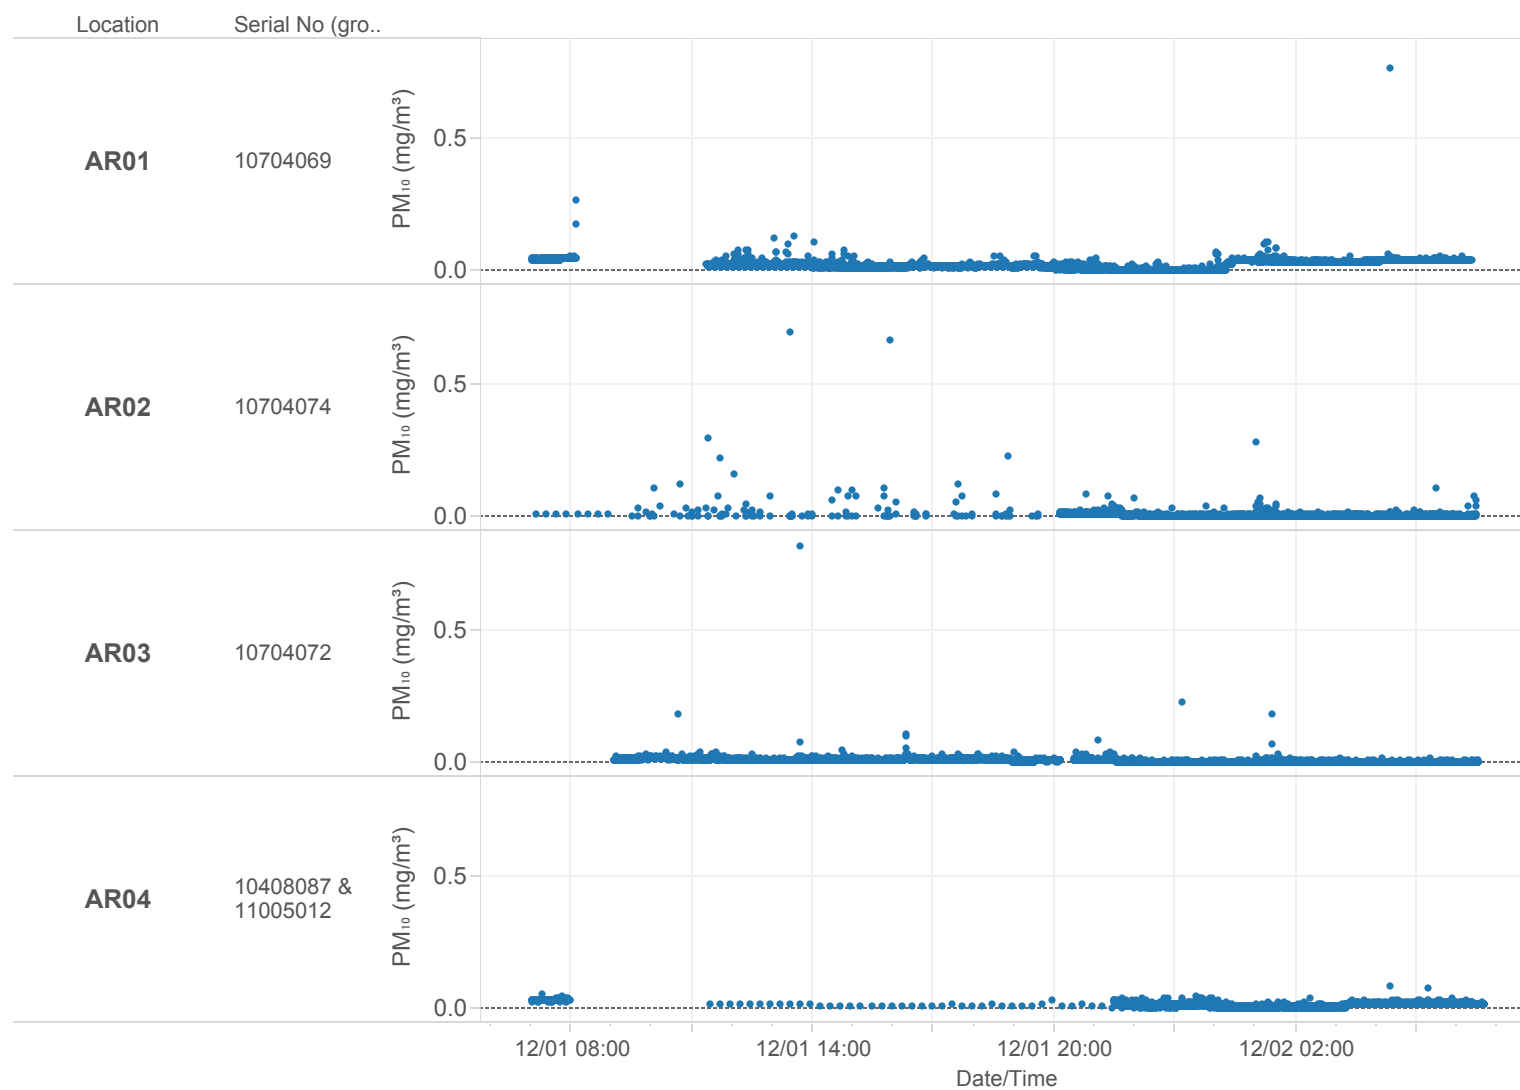 Location Serial No (gro..
AR01 10704069 PM₁₀ (mg/m³) 0.5 0.0
AR02 10704074 PM₁₀ (mg/m³) 0.5 0.0
AR03 10704072 PM₁₀ (mg/m³) 0.5 0.0
AR04 10408087 &
11005012 PM₁₀ (mg/m³) 0.5 0.0
12/01 08:00 12/01 14:00 12/01 20:00 12/02 02:00
Date/Time